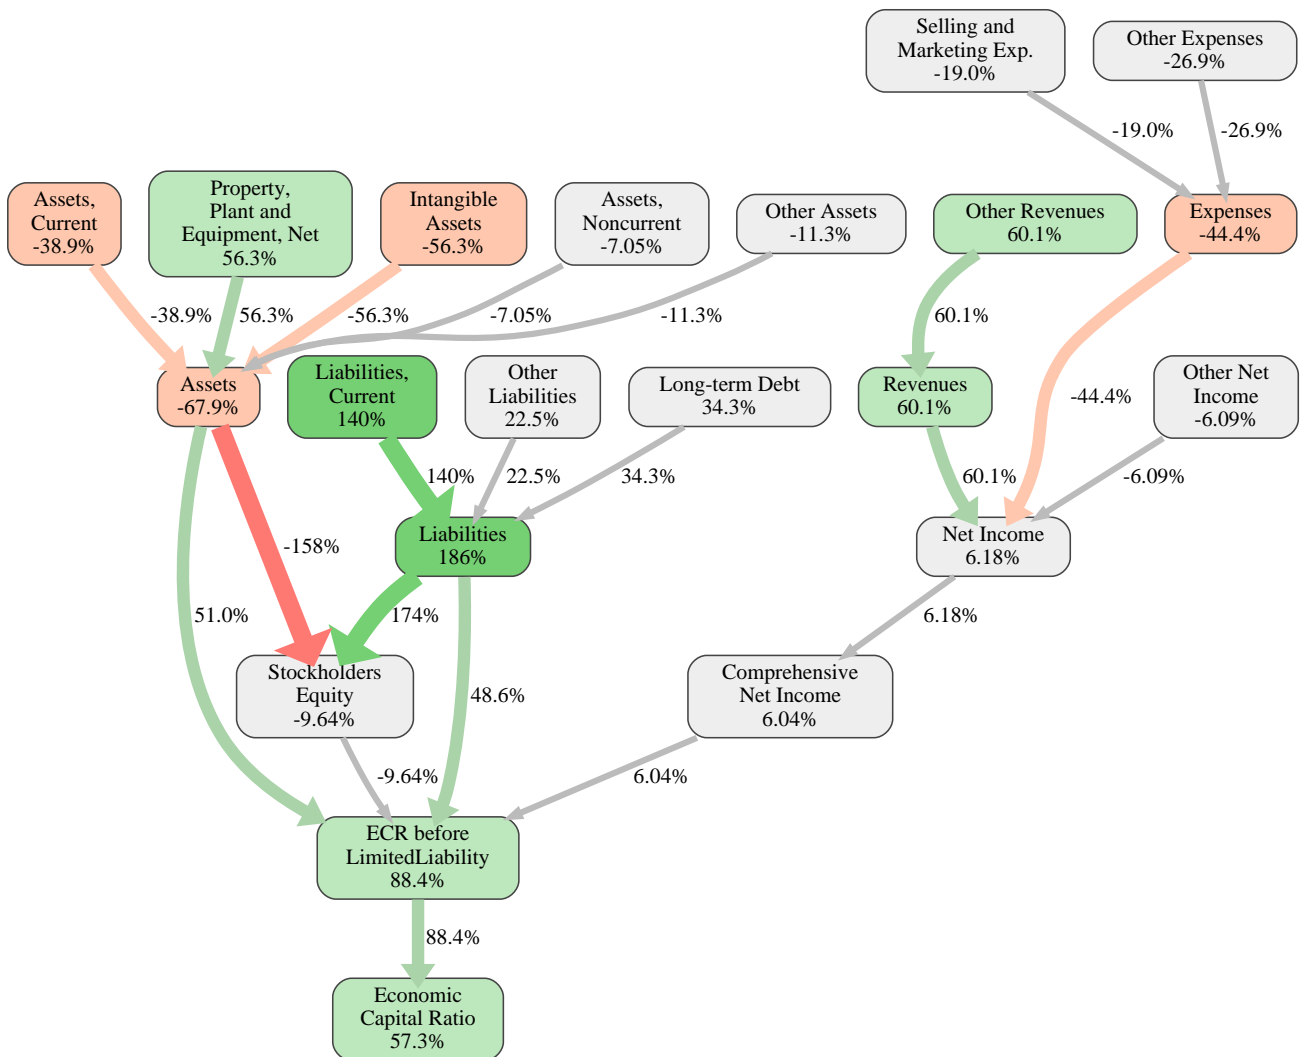 Selling and
Marketing Exp.
-19.0%
Other Expenses
-26.9%
-19.0%
-26.9%
Assets,
Current
-38.9%
Property,
Plant and
Equipment, Net
56.3%
Intangible
Assets
-56.3%
Assets,
Noncurrent
-7.05%
Other Assets
-11.3%
Other Revenues
60.1%
Expenses
-44.4%
-38.9%
56.3%
-56.3%
-7.05%
-11.3%
60.1%
Assets
-67.9%
Liabilities,
Current
140%
Other
Liabilities
22.5%
Long-term Debt
34.3%
Revenues
60.1%
-44.4%
Other Net
Income
-6.09%
140%
22.5%
34.3%
60.1%
-6.09%
-158%
Liabilities
186%
Net Income
6.18%
51.0%
174%
6.18%
Stockholders
Equity
-9.64%
48.6%
Comprehensive
Net Income
6.04%
-9.64%
6.04%
ECR before
LimitedLiability
88.4%
88.4%
Economic
Capital Ratio
57.3%